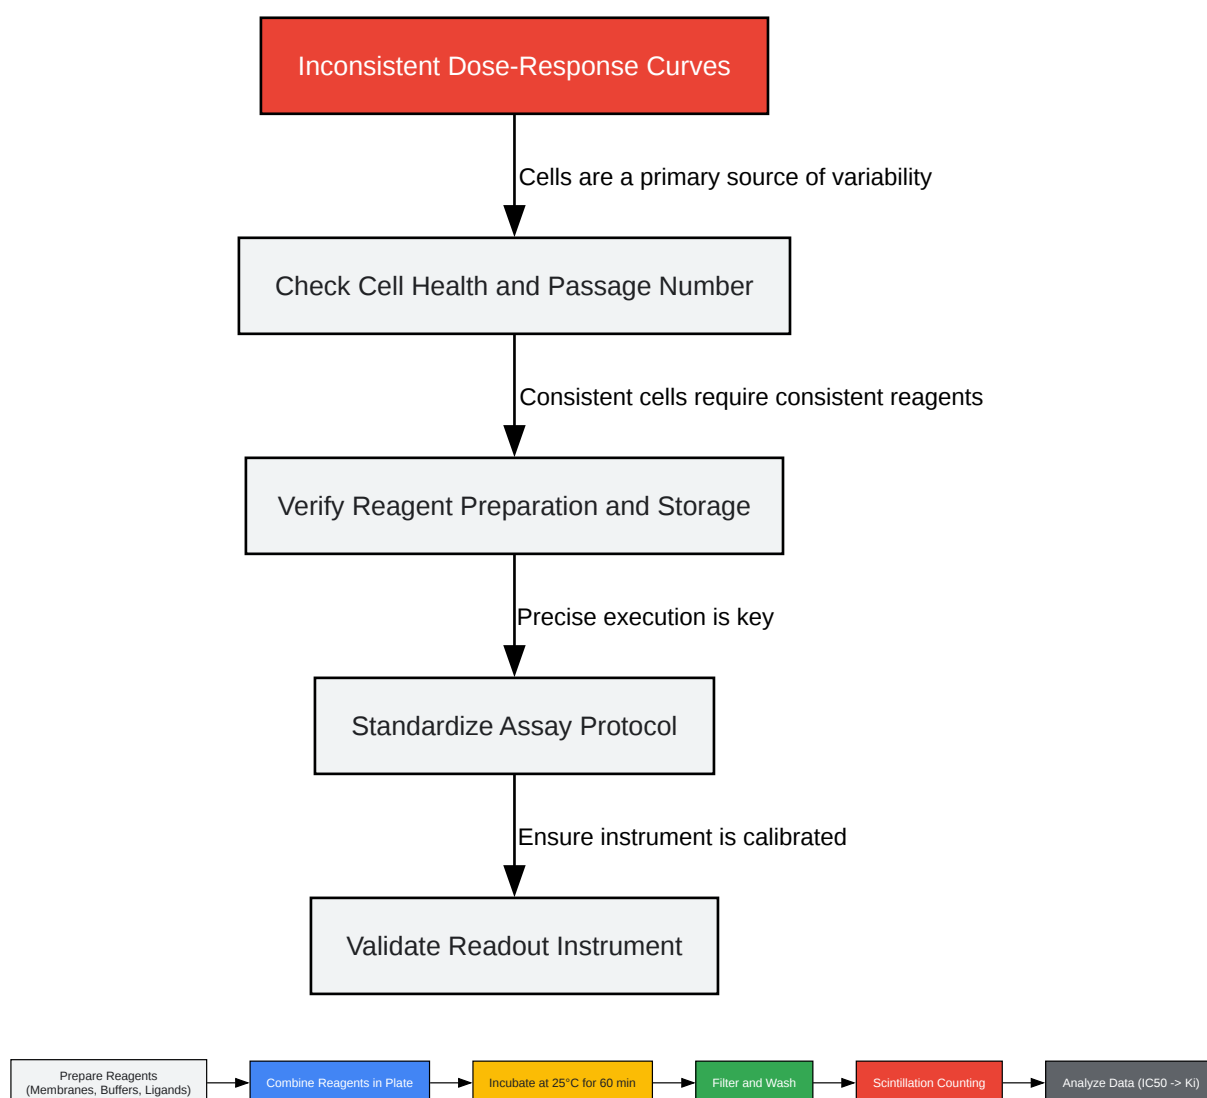 Inconsistent Dose-Response Curves
Cells are a primary source of variability
Check Cell Health and Passage Number
Consistent cells require consistent reagents
Verify Reagent Preparation and Storage
Precise execution is key
Standardize Assay Protocol
Ensure instrument is calibrated
Validate Readout Instrument
Prepare Reagents
(Membranes, Buffers, Ligands)
Combine Reagents in Plate
Incubate at 25°C for 60 min
Filter and Wash
Scintillation Counting
Analyze Data (IC50 -> Ki)